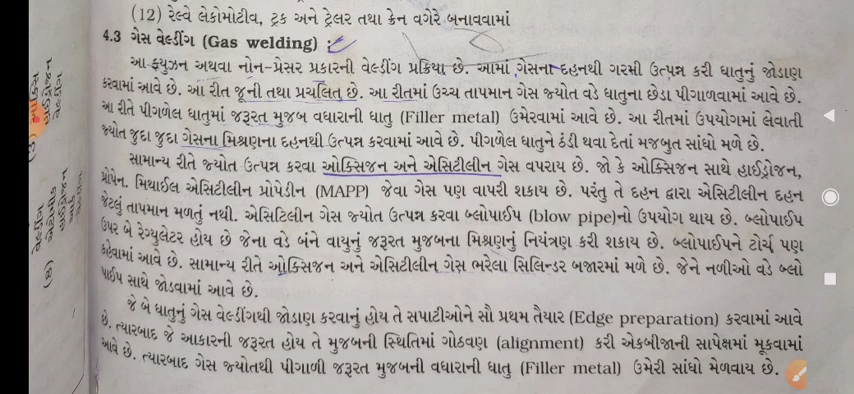 (12) રેલ્વે લેકોમોટીવ, ટ્રક અને ટ્રેલર તથા ક્રેન વગેરે બનાવવામાં
4.3 ગેસ વેલ્ડીંગ (Gas welding) :
આ ફ્યુઝન અથવા નોન-પ્રેસર પ્રકારની વેલ્ડીંગ પ્રક્રિયા છે. આમાં ગેસના દહનથી ગરમી ઉત્પન્ન કરી ધાતુનું જોડાણ
કરવામાં આવે છે. આ રીત જૂની તથા પ્રચલિત છે. આ રીતમાં ઉચ્ચ તાપમાન ગેસ જ્યોત વડે ધાતુના છેડા પીગાળવામાં આવે છે.
આ રીતે પીગળેલ ધાતુમાં જરૂરત મુજબ વધારાની ધાતુ (Filler metal) ઉમેરવામાં આવે છે. આ રીતમાં ઉપયોગમાં લેવાતી
જ્યોત જુદા જુદા ગેસના મિશ્રણના દહનથી ઉત્પન્ન કરવામાં આવે છે. પીગળેલ ધાતુને ઠંડી થવા દેતાં મજબુત સાંધો મળે છે.
સામાન્ય રીતે જ્યોત ઉત્પન્ન કરવા ઓક્સિજન અને એસિટીલીન ગેસ વપરાય છે. જો કે ઓક્સિજન સાથે હાઈડ્રોજન,
પ્રોપેન, મિથાઈલ એસિટીલીન પ્રોપેડીન (MAPP) જેવા ગેસ પણ વાપરી શકાય છે. પરંતુ તે દહન દ્વારા એસિટીલીન દહન
જેટલું તાપમાન મળતું નથી. એસિટિલીન ગેસ જ્યોત ઉત્પન્ન કરવા બ્લોપાઈપ (blow pipe)નો ઉપયોગ થાય છે. બ્લોપાઈપ
ઉપર બે રેગ્યુલેટર હોય છે જેના વડે બંને વાયુનું જરૂરત મુજબના મિશ્રણનું નિયંત્રણ કરી શકાય છે. બ્લોપાઈપને ટોર્ચ પણ
કહેવામાં આવે છે. સામાન્ય રીતે ઓક્સિજન અને એસિટીલીન ગેસ ભરેલા સિલિન્ડર બજારમાં મળે છે. જેને નળીઓ વડે બ્લો
પાઈપ સાથે જોડવામાં આવે છે.
જે બે ધાતુનું ગેસ વેલ્ડીંગથી જોડાણ કરવાનું હોય તે સપાટીઓને સૌ પ્રથમ તૈયાર (Edge preparation) કરવામાં આવે
છે. ત્યારબાદ જે આકારની જરૂરત હોય તે મુજબની સ્થિતિમાં ગોઠવણ (alignment) કરી એકબીજાની સાપેક્ષમાં મૂકવામાં
આવે છે. ત્યારબાદ ગેસ જ્યોતથી પીગાળી જરૂરત મુજબની વધારાની ધાતુ (Filler metal) ઉમેરી સાંધો મેળવાય છે.